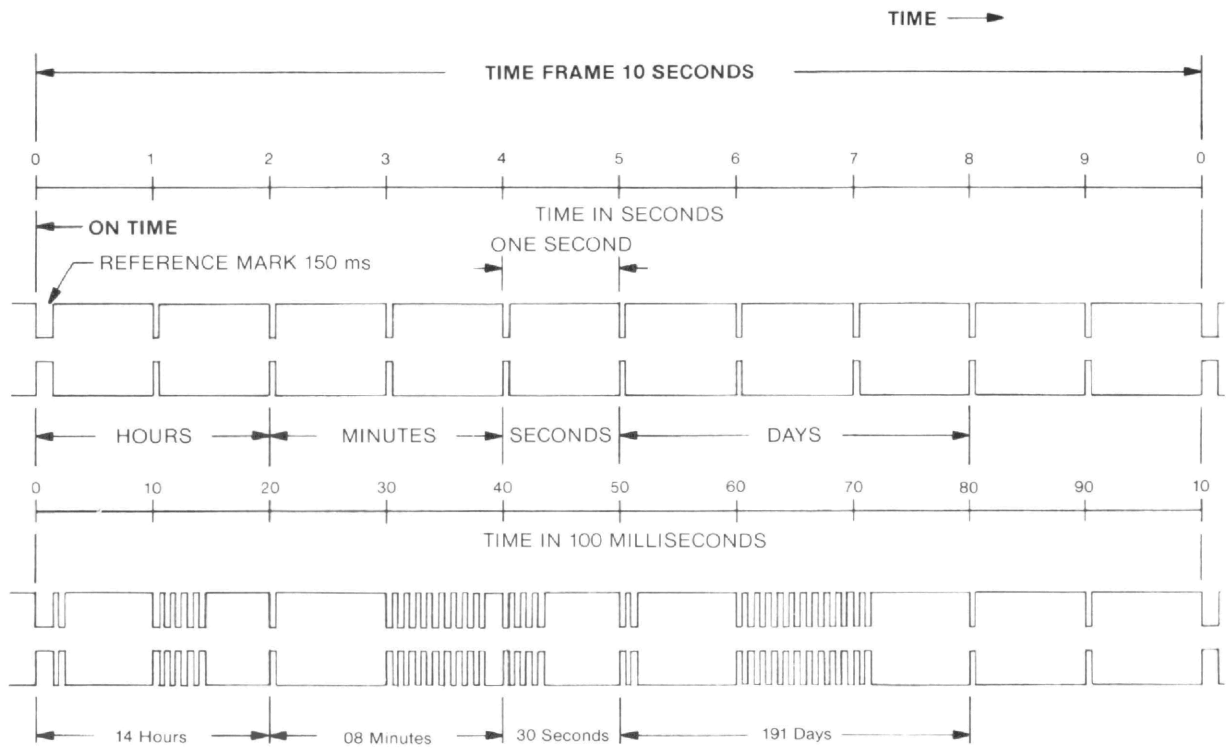 TIME
TIME FRAME 10 SECONDS
0 1 2 3 4 5 6 7 8 9 0
TIME IN SECONDS
ON TIME
ONE SECOND
REFERENCE MARK 150 ms
HOURS MINUTES SECONDS DAYS
0 10 20 30 40 50 60 70 80 90 10
TIME IN 100 MILLISECONDS
14 Hours 08 Minutes 30 Seconds 191 Days